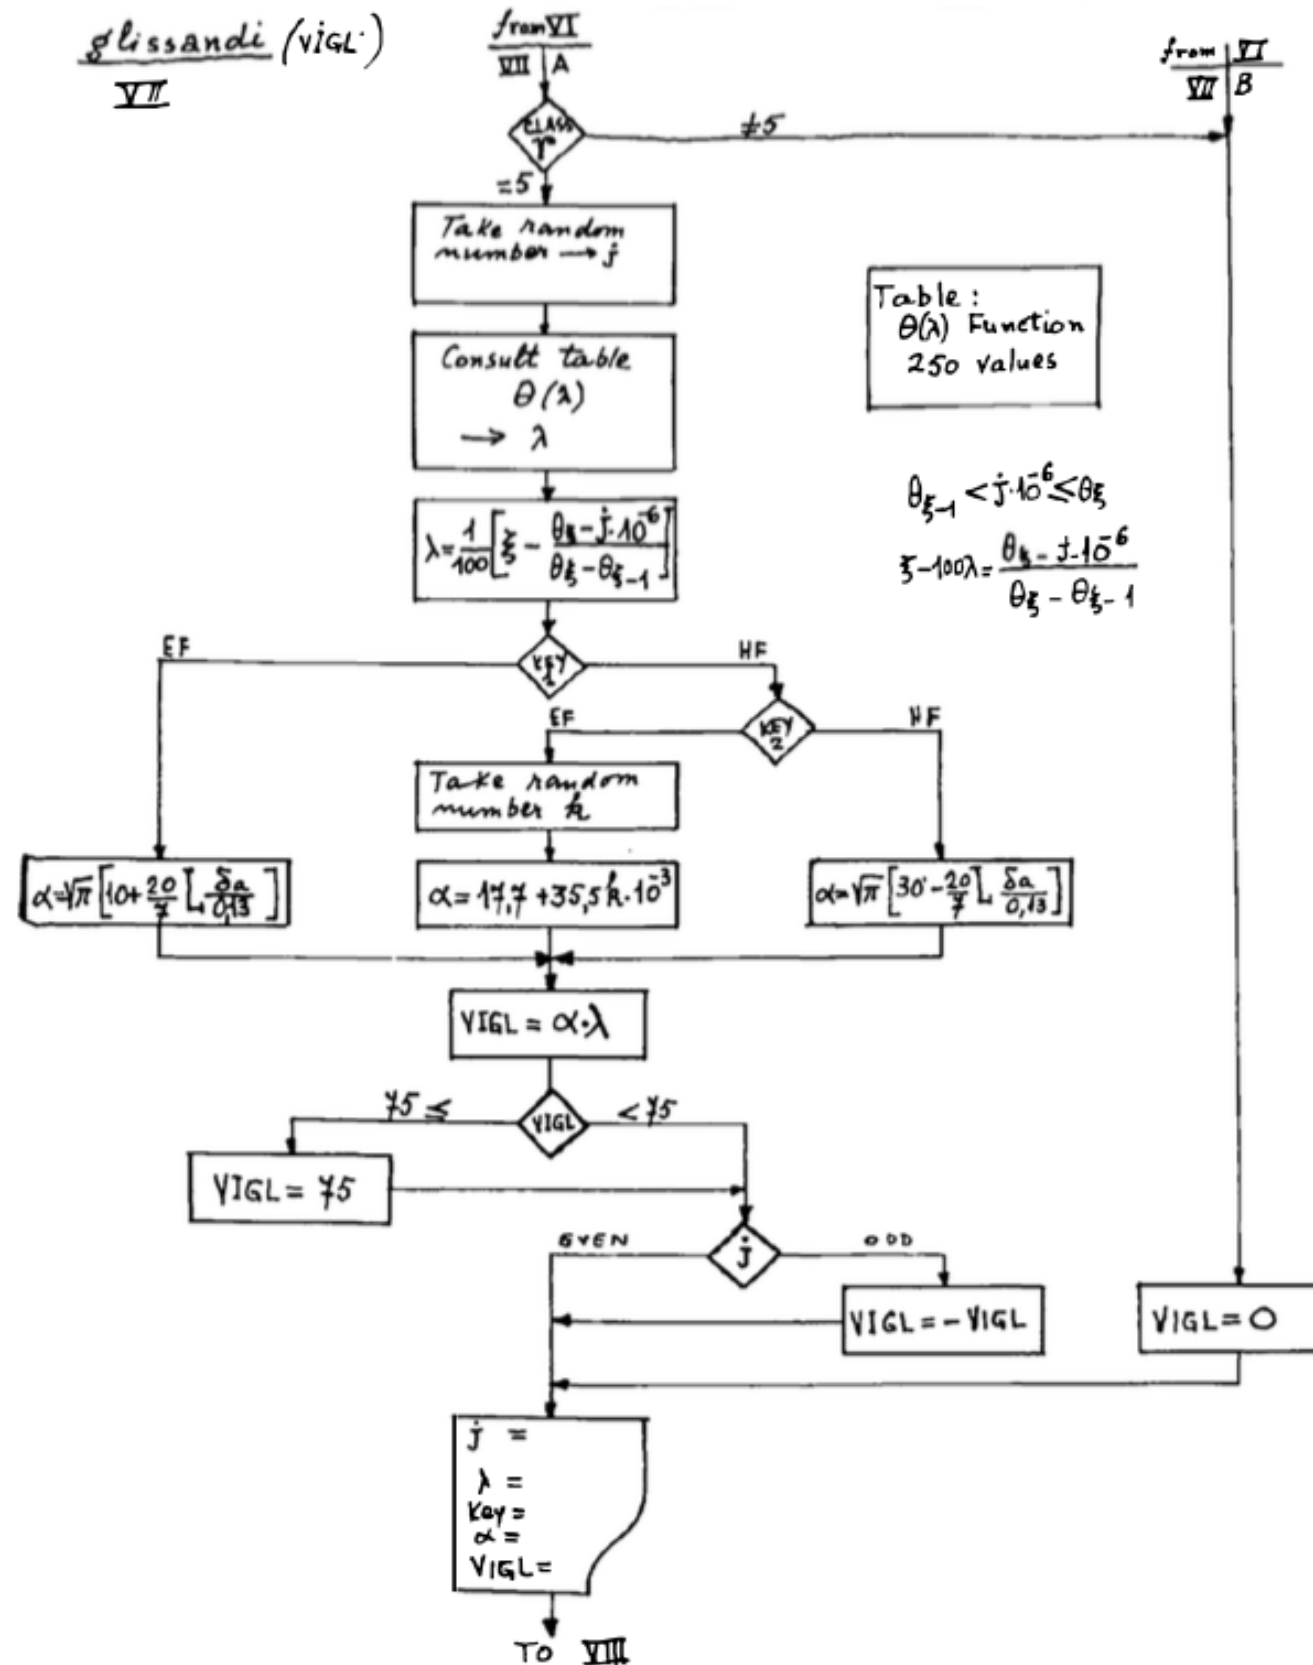 glissandi (VIGL.)
VII
from VI
VII A
from VI
VII B
CLASS
r
≠5
=5
Take random
number → j
Consult table
θ(λ)
→ λ
Table :
θ(λ) Function
250 values
λ = 1/100 [ξ - (θξ - j·10⁻⁶)/(θξ - θξ-1)]
θξ-1 < j·10⁻⁶ ≤ θξ
ξ - 100λ = (θξ - j·10⁻⁶)/(θξ - θξ-1)
EF
KEY
1
HF
EF
KEY
2
HF
Take random
number k
α = √π [10 + 20/7 L δa/0,13]
α = 17,7 + 35,5 k·10⁻³
α = √π [30 - 20/7 L δa/0,13]
VIGL = α·λ
75 ≤
VIGL
< 75
VIGL = 75
EVEN
j
ODD
VIGL = - VIGL
VIGL = 0
j =
λ =
Key =
α =
VIGL =
TO VIII